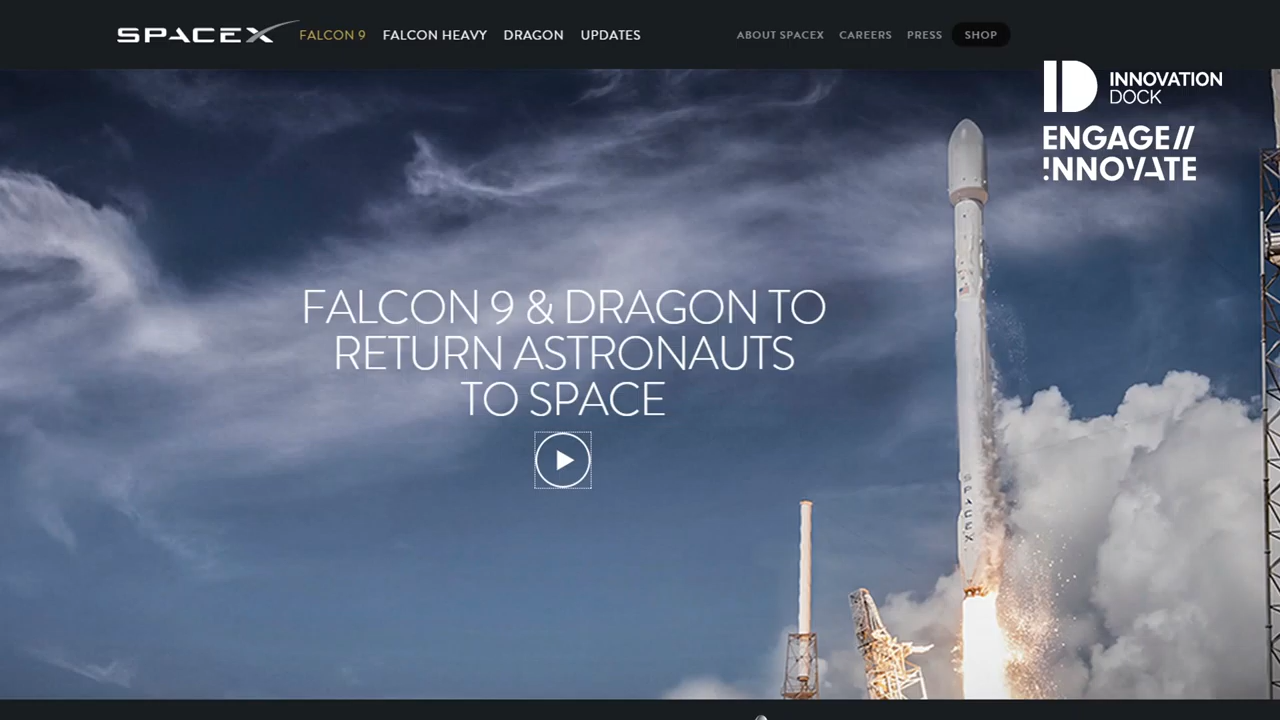 SPACEX FALCON 9 FALCON HEAVY DRAGON UPDATES ABOUT SPACEX CAREERS PRESS SHOP
INNOVATION
DOCK
ENGAGE//
INNOVATE
FALCON 9 & DRAGON TO
RETURN ASTRONAUTS
TO SPACE
SPACEX